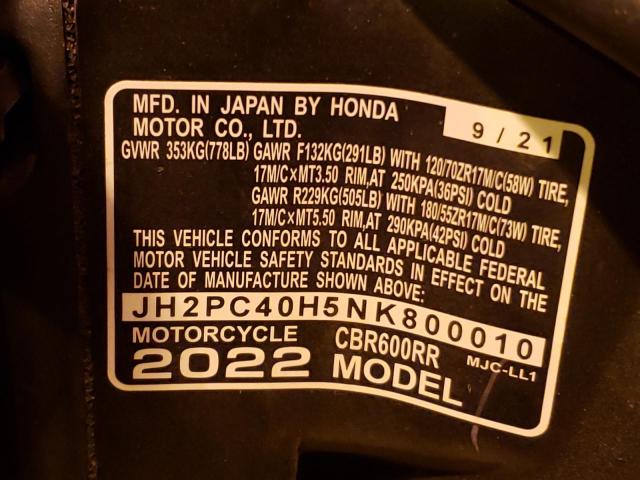 MFD. IN JAPAN BY HONDA
MOTOR CO., LTD.
9/21
GVWR 353KG(778LB) GAWR F132KG(291LB) WITH 120/70ZR17M/C(58W) TIRE,
17M/C×MT3.50 RIM,AT 250KPA(36PSI) COLD
GAWR R229KG(505LB) WITH 180/55ZR17M/C(73W) TIRE,
17M/C×MT5.50 RIM,AT 290KPA(42PSI) COLD
THIS VEHICLE CONFORMS TO ALL APPLICABLE FEDERAL
MOTOR VEHICLE SAFETY STANDARDS IN EFFECT ON THE
DATE OF MANUFACTURE SHOWN ABOVE:
JH2PC40H5NK800010
MOTORCYCLE CBR600RR MJC-LL1
2022 MODEL